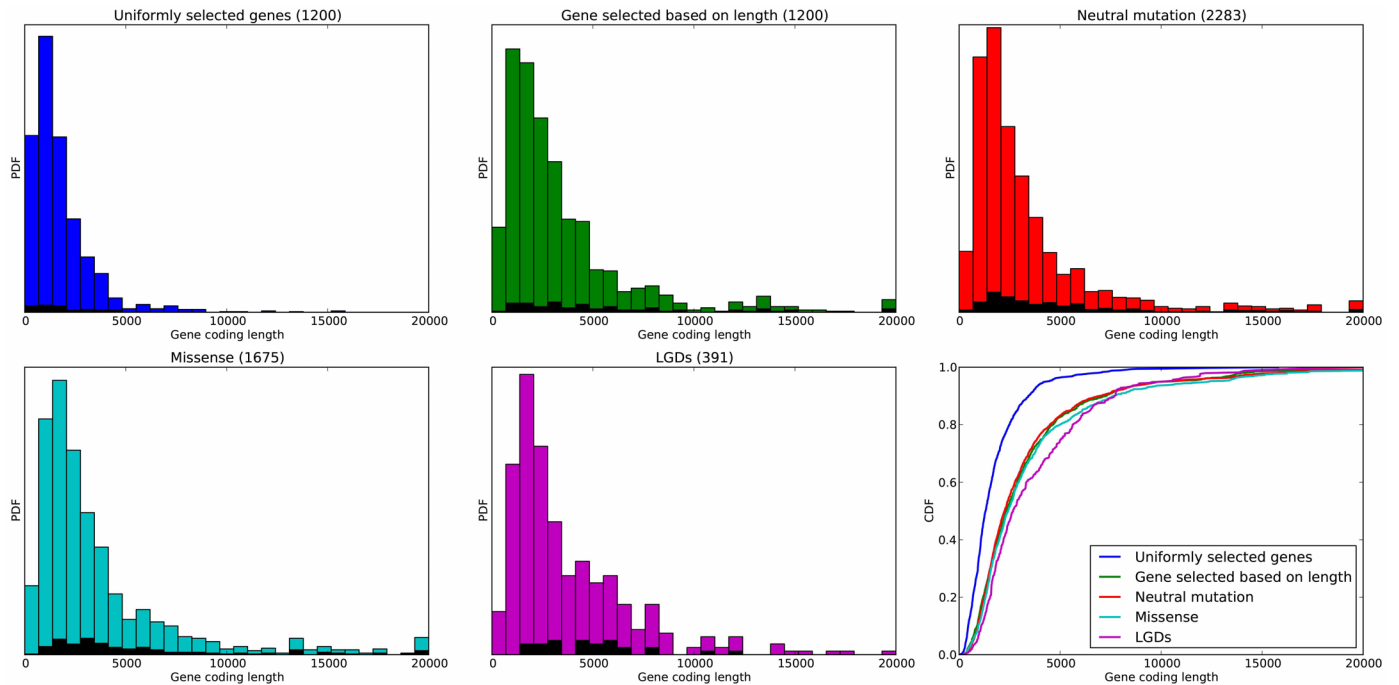 Uniformly selected genes (1200)
PDF
0 5000 10000 15000 20000
Gene coding length
Gene selected based on length (1200)
PDF
0 5000 10000 15000 20000
Gene coding length
Neutral mutation (2283)
PDF
0 5000 10000 15000 20000
Gene coding length
Missense (1675)
PDF
0 5000 10000 15000 20000
Gene coding length
LGDs (391)
PDF
0 5000 10000 15000 20000
Gene coding length
1.0
0.8
0.6
CDF
0.4
0.2
0.0
Uniformly selected genes
Gene selected based on length
Neutral mutation
Missense
LGDs
0 5000 10000 15000 20000
Gene coding length